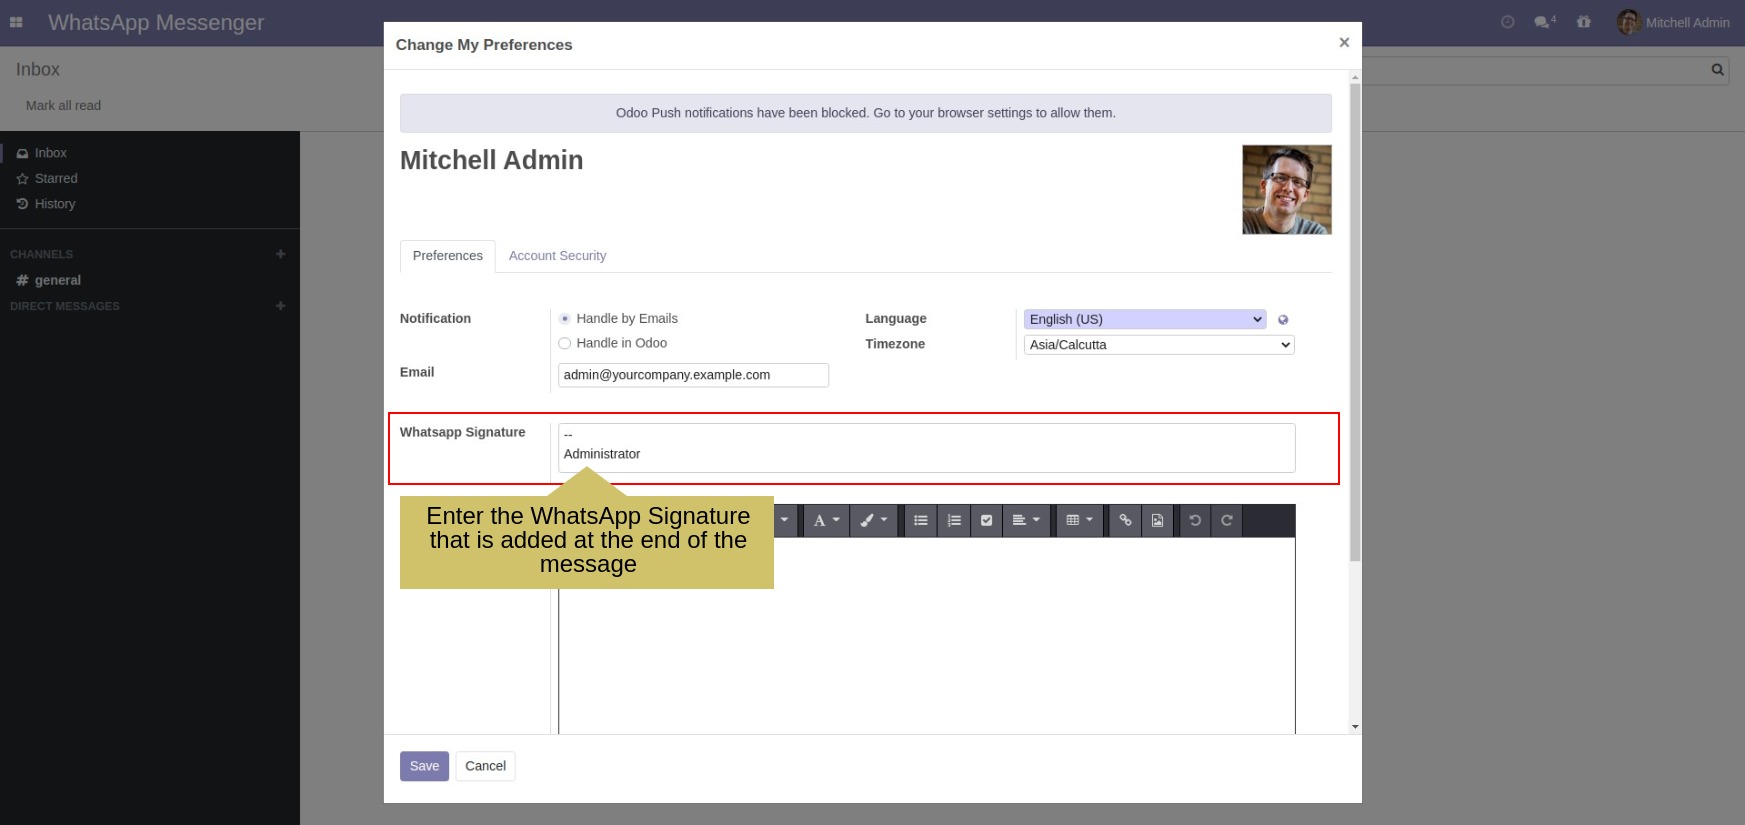 WhatsApp Messenger
4
Mitchell Admin
Inbox
Mark all read
Inbox
Starred
History
CHANNELS
general
DIRECT MESSAGES
Change My Preferences
×
Odoo Push notifications have been blocked. Go to your browser settings to allow them.
Mitchell Admin
Preferences
Account Security
Notification
Handle by Emails
Handle in Odoo
Language
English (US)
Timezone
Asia/Calcutta
Email
admin@yourcompany.example.com
Whatsapp Signature
--
Administrator
Enter the WhatsApp Signature
that is added at the end of the
message
A
Save
Cancel